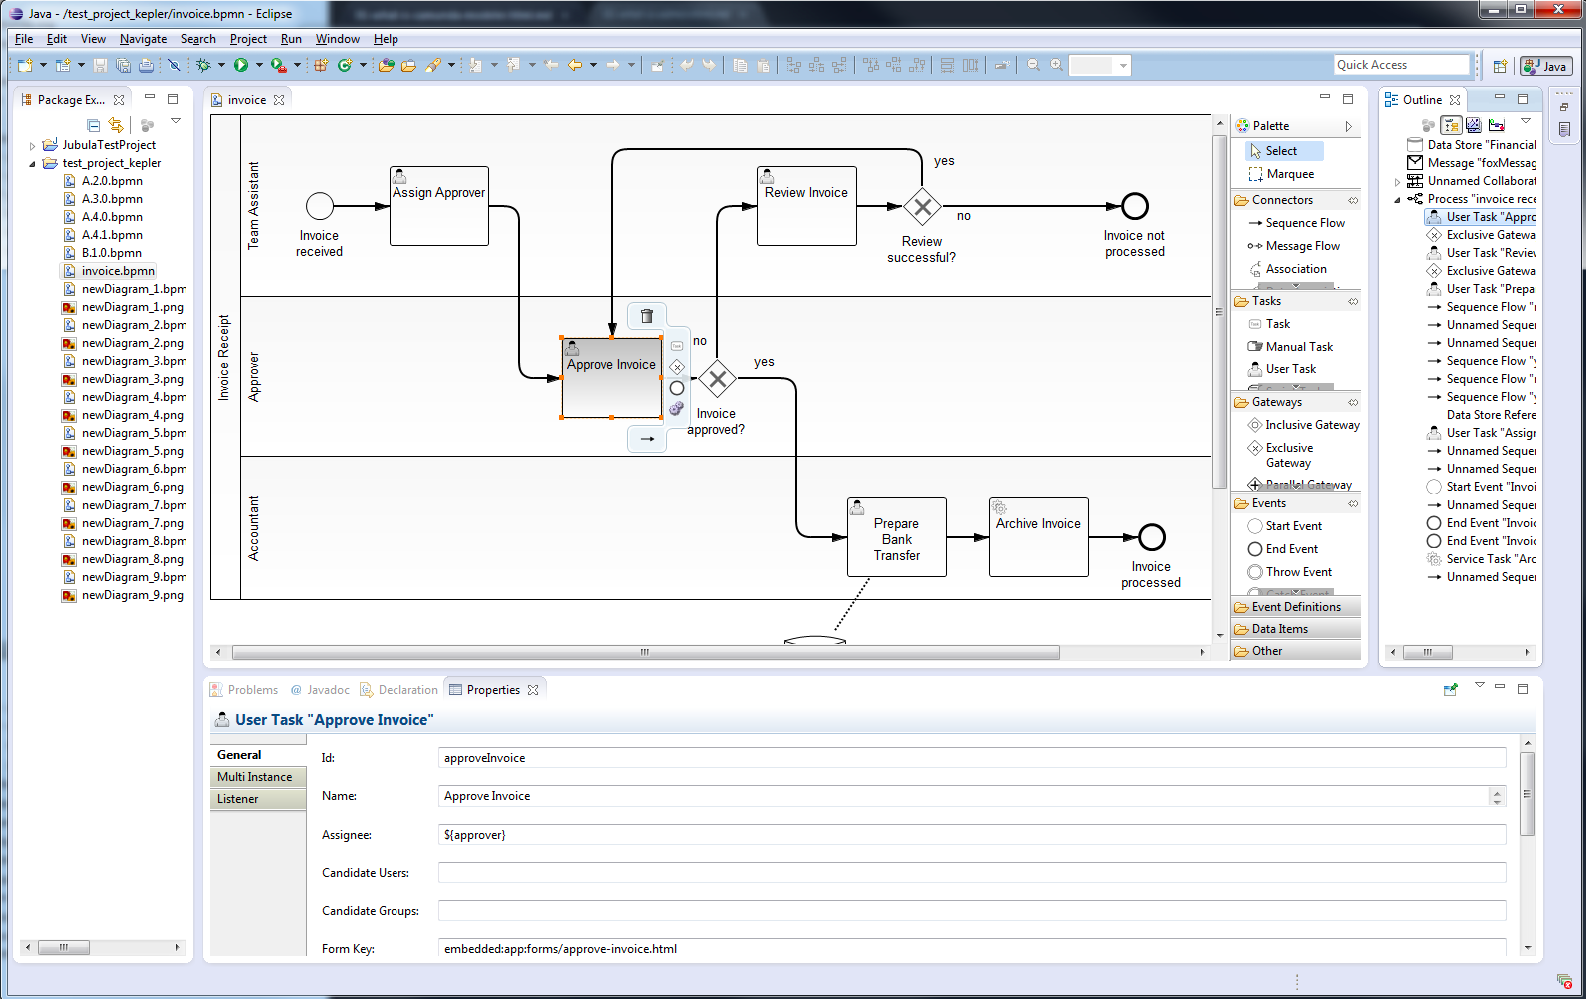 Java - /test_project_kepler/invoice.bpmn - Eclipse
File Edit View Navigate Search Project Run Window Help
Quick Access
Java
Package Ex...
JubulaTestProject
test_project_kepler
A.2.0.bpmn
A.3.0.bpmn
A.4.0.bpmn
A.4.1.bpmn
B.1.0.bpmn
invoice.bpmn
newDiagram_1.bpm
newDiagram_1.png
newDiagram_2.bpm
newDiagram_2.png
newDiagram_3.bpm
newDiagram_3.png
newDiagram_4.bpm
newDiagram_4.png
newDiagram_5.bpm
newDiagram_5.png
newDiagram_6.bpm
newDiagram_6.png
newDiagram_7.bpm
newDiagram_7.png
newDiagram_8.bpm
newDiagram_8.png
newDiagram_9.bpm
newDiagram_9.png
invoice
Invoice Receipt
Team Assistant
Invoice
received
Assign Approver
Review Invoice
yes
no
Review
successful?
Invoice not
processed
Approver
Approve Invoice
no
yes
Invoice
approved?
Accountant
Prepare
Bank
Transfer
Archive Invoice
Invoice
processed
Palette
Select
Marquee
Connectors
Sequence Flow
Message Flow
Association
Tasks
Task
Manual Task
User Task
Gateways
Inclusive Gateway
Exclusive
Gateway
Parallel Gateway
Events
Start Event
End Event
Throw Event
Event Definitions
Data Items
Other
Outline
Data Store "Financial
Message "foxMessag
Unnamed Collaborat
Process "invoice rece
User Task "Appro
Exclusive Gatewa
User Task "Revie
Exclusive Gatewa
User Task "Prepa
Sequence Flow "r
Unnamed Sequer
Unnamed Sequer
Sequence Flow "y
Sequence Flow "r
Sequence Flow "y
Data Store Refere
User Task "Assig
Unnamed Sequer
Unnamed Sequer
Start Event "Invoi
Unnamed Sequer
End Event "Invoic
End Event "Invoic
Service Task "Arc
Unnamed Sequer
Problems
Javadoc
Declaration
Properties
User Task "Approve Invoice"
General
Multi Instance
Listener
Id: approveInvoice
Name: Approve Invoice
Assignee: ${approver}
Candidate Users:
Candidate Groups:
Form Key: embedded:app:forms/approve-invoice.html